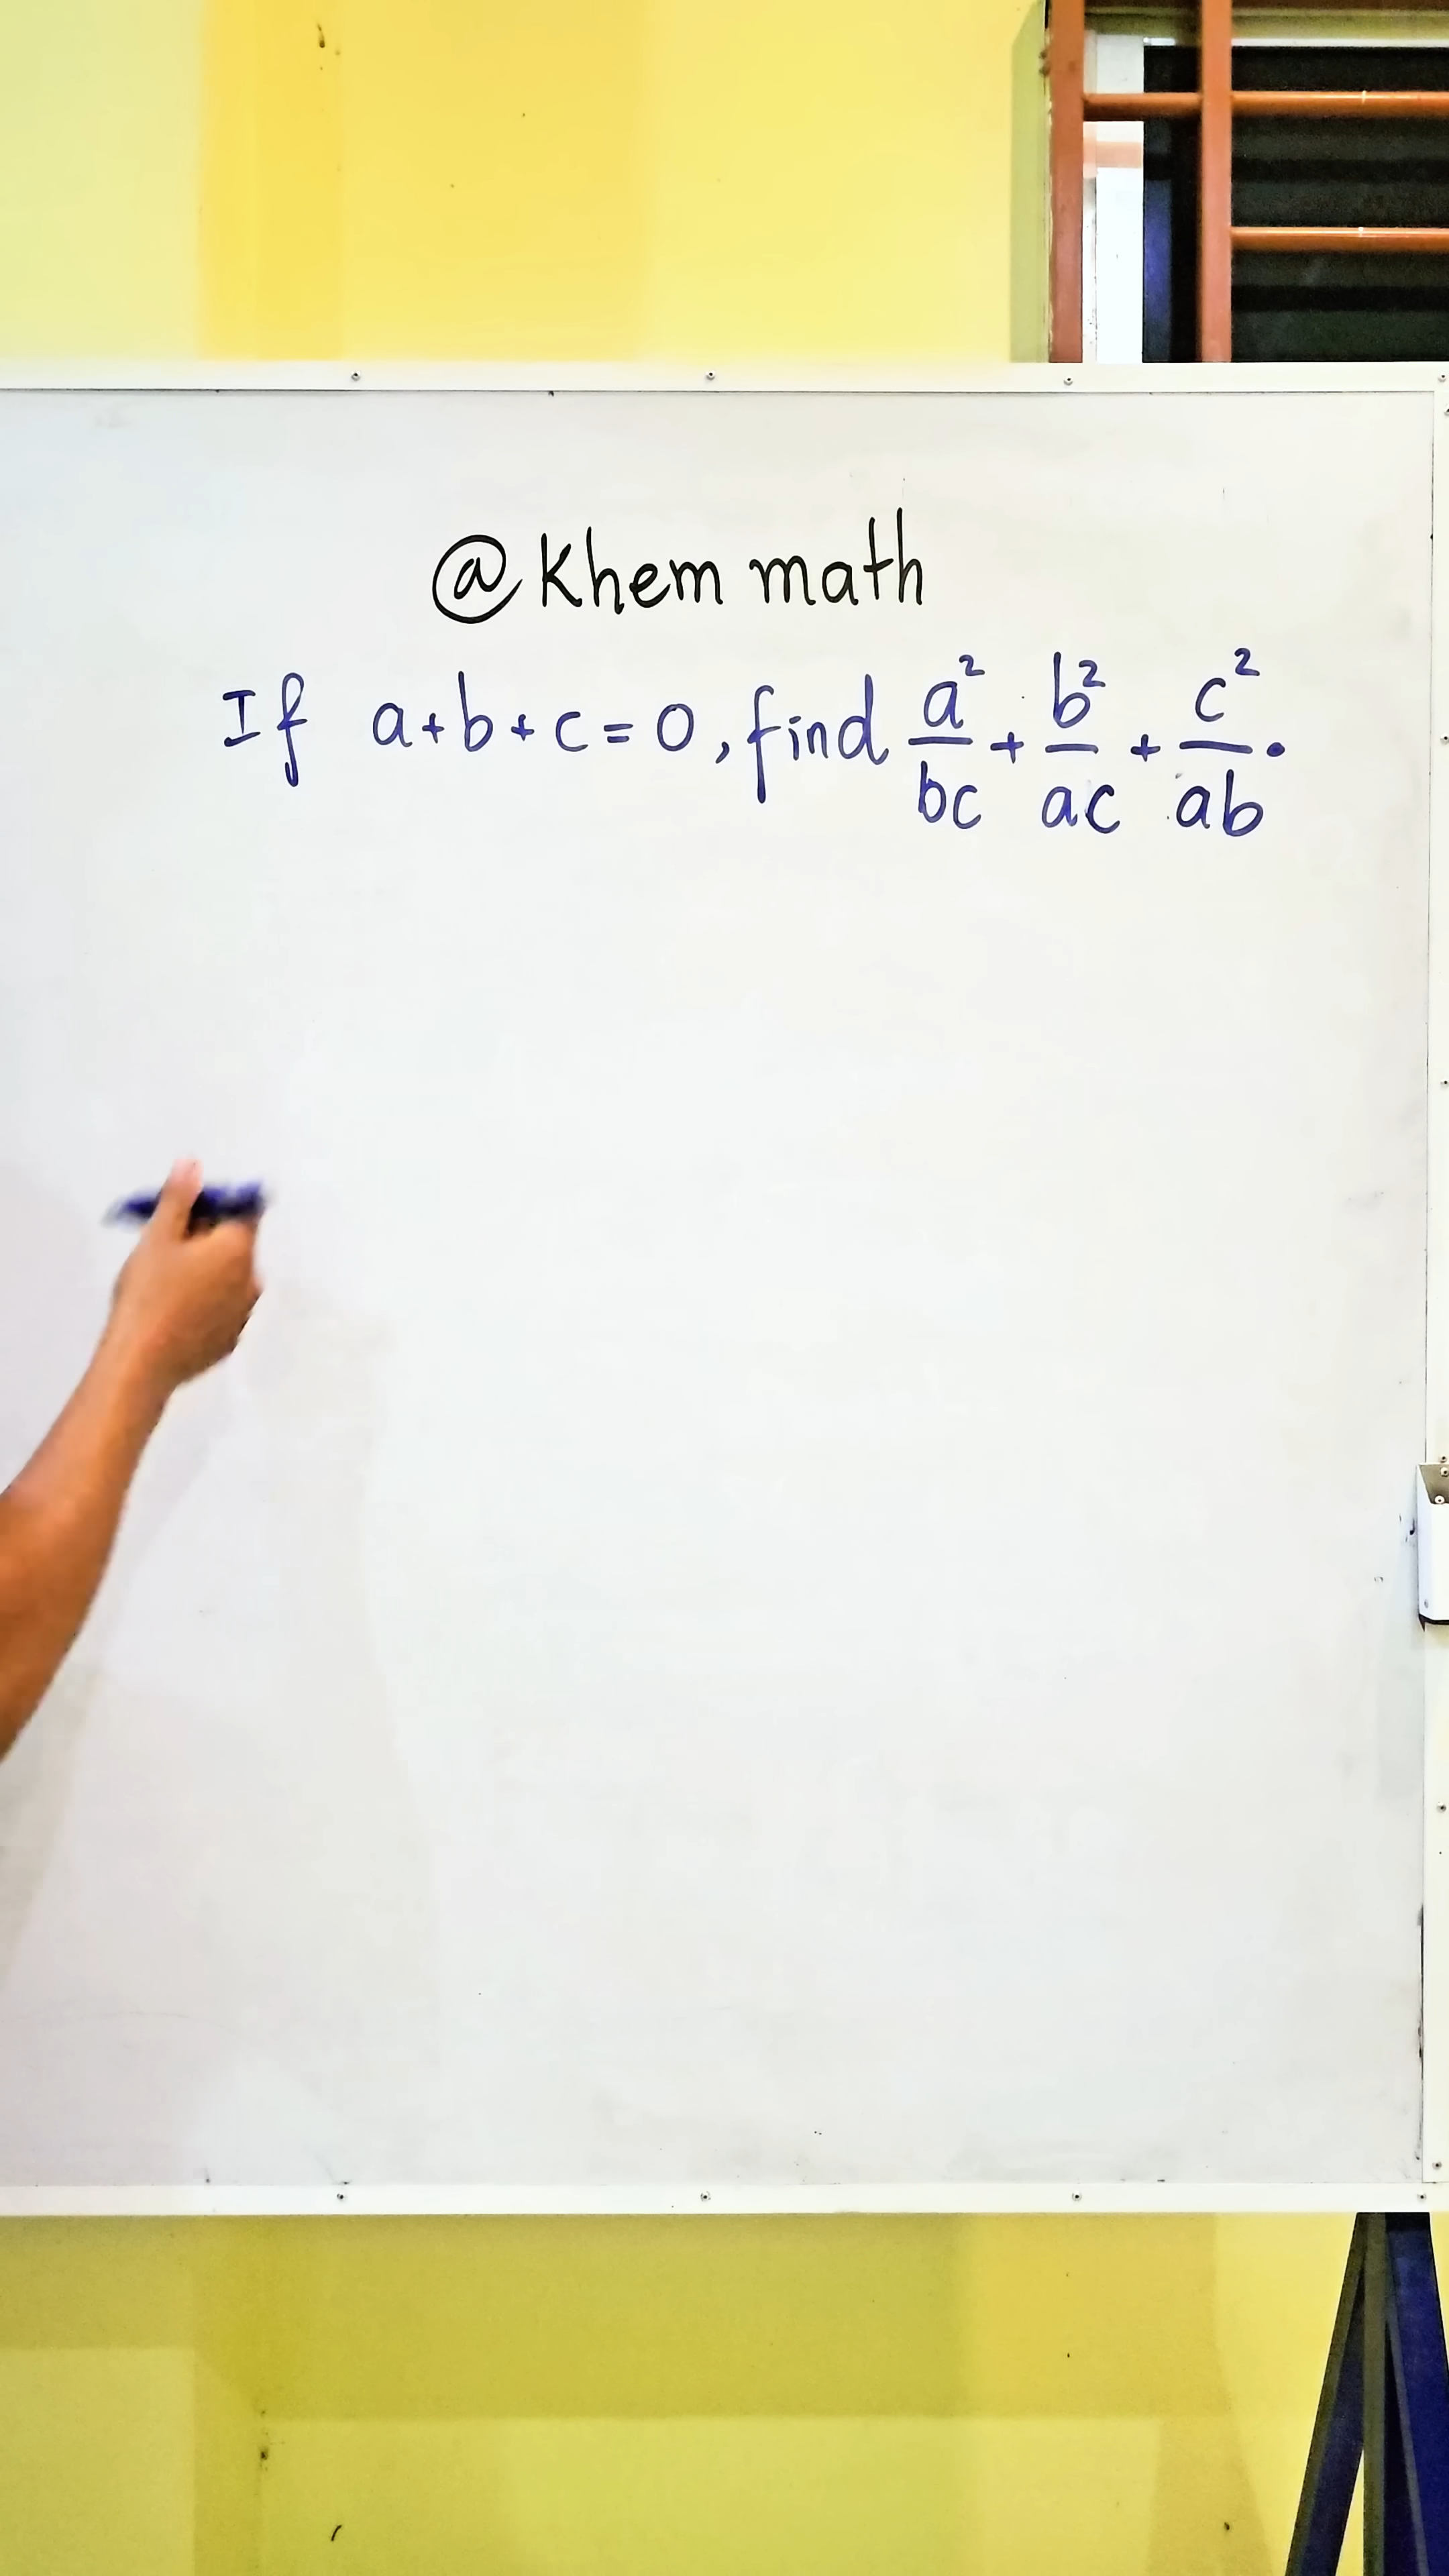 @Khem math
If a+b+c=0, find a²/bc + b²/ac + c²/ab.